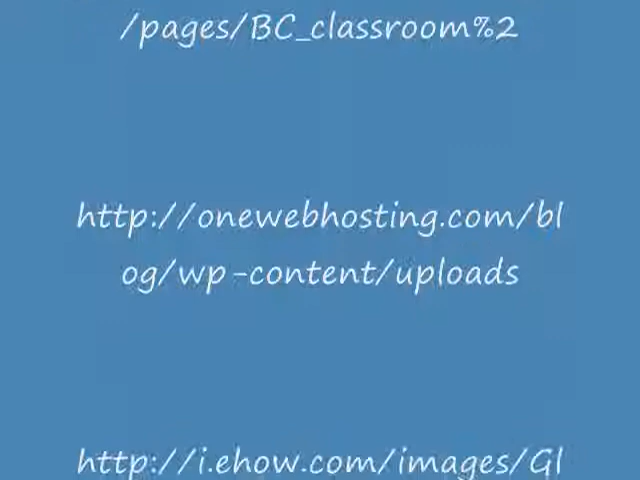 /pages/BC_classroom%2
http://onewebhosting.com/bl
og/wp-content/uploads
http://i.ehow.com/images/Gl